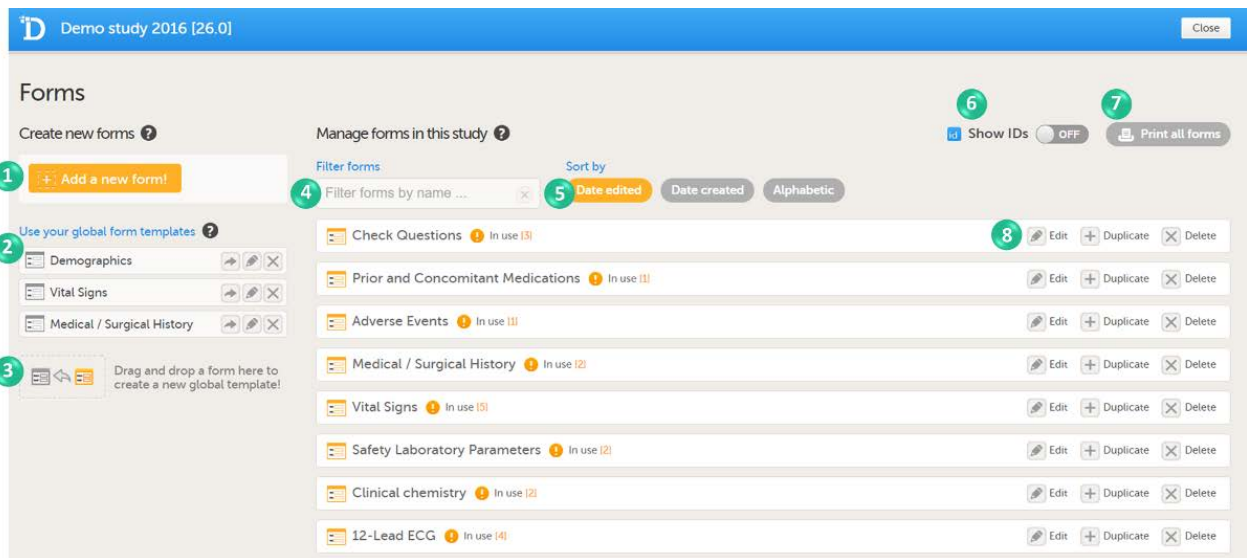 D Demo study 2016 [26.0] Close
Forms
Create new forms ?
1 + Add a new form!
Use your global form templates ?
2 Demographics
Vital Signs
Medical / Surgical History
3 Drag and drop a form here to
create a new global template!
Manage forms in this study ?
6
id Show IDs OFF
7
Print all forms
Filter forms
4 Filter forms by name ...
Sort by
5 Date edited Date created Alphabetic
Check Questions ! In use [3] 8 Edit Duplicate Delete
Prior and Concomitant Medications ! In use [1] Edit Duplicate Delete
Adverse Events ! In use [1] Edit Duplicate Delete
Medical / Surgical History ! In use [2] Edit Duplicate Delete
Vital Signs ! In use [5] Edit Duplicate Delete
Safety Laboratory Parameters ! In use [2] Edit Duplicate Delete
Clinical chemistry ! In use [2] Edit Duplicate Delete
12-Lead ECG ! In use [4] Edit Duplicate Delete